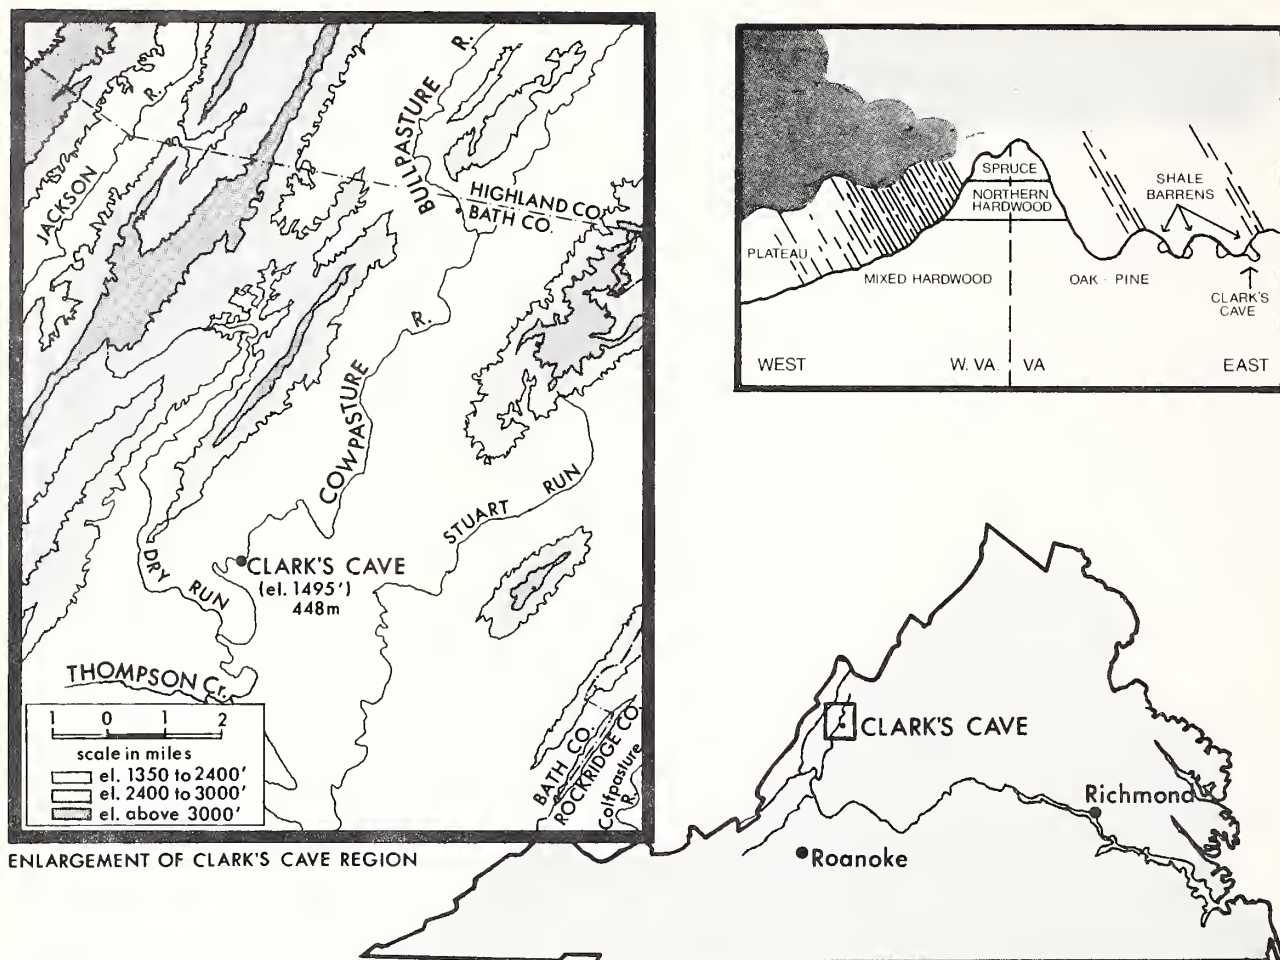 BULLPASTURE R.
JACKSON R.
HIGHLAND CO.
BATH CO.
COWPASTURE R.
STUART RUN
DRY RUN
CLARK'S CAVE
(el. 1495')
448m
THOMPSON Cr.
BATH CO.
ROCKRIDGE CO.
Calfpasture
R.
1 0 1 2
scale in miles
el. 1350 to 2400'
el. 2400 to 3000'
el. above 3000'
ENLARGEMENT OF CLARK'S CAVE REGION
SPRUCE
NORTHERN
HARDWOOD
SHALE
BARRENS
PLATEAU
MIXED HARDWOOD
OAK - PINE
CLARK'S
CAVE
WEST
W. VA.
VA
EAST
CLARK'S CAVE
Richmond
Roanoke